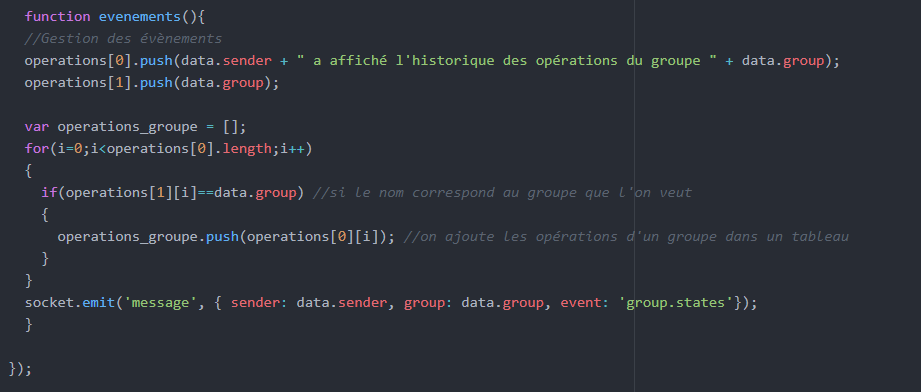 function evenements(){
//Gestion des évènements
operations[0].push(data.sender + " a affiché l'historique des opérations du groupe " + data.group);
operations[1].push(data.group);
var operations_groupe = [];
for(i=0;i<operations[0].length;i++)
{
if(operations[1][i]==data.group) //si le nom correspond au groupe que l'on veut
{
operations_groupe.push(operations[0][i]); //on ajoute les opérations d'un groupe dans un tableau
}
}
socket.emit('message', { sender: data.sender, group: data.group, event: 'group.states'});
}
});